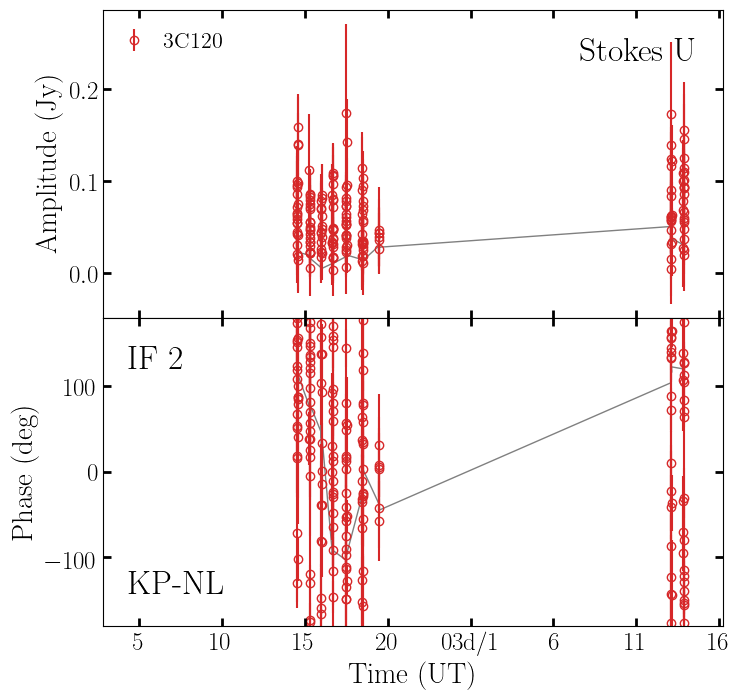 3C120
Stokes U
Amplitude (Jy)
0.2
0.1
0.0
IF 2
KP-NL
Phase (deg)
100
0
−100
5 10 15 20 03d/1 6 11 16
Time (UT)